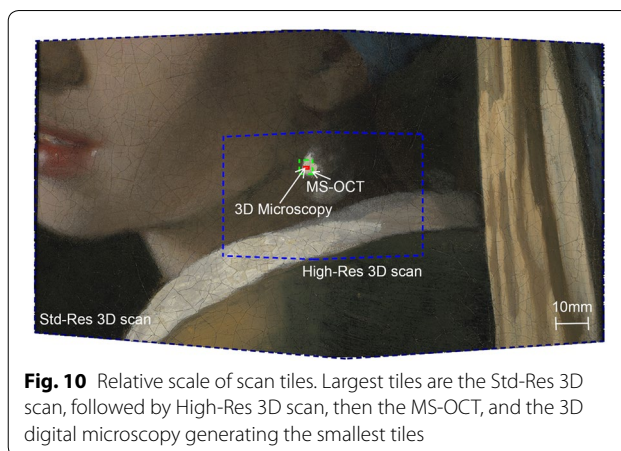 MS-OCT
3D Microscopy
High-Res 3D scan
Std-Res 3D scan
10mm
Fig. 10 Relative scale of scan tiles. Largest tiles are the Std-Res 3D
scan, followed by High-Res 3D scan, then the MS-OCT, and the 3D
digital microscopy generating the smallest tiles